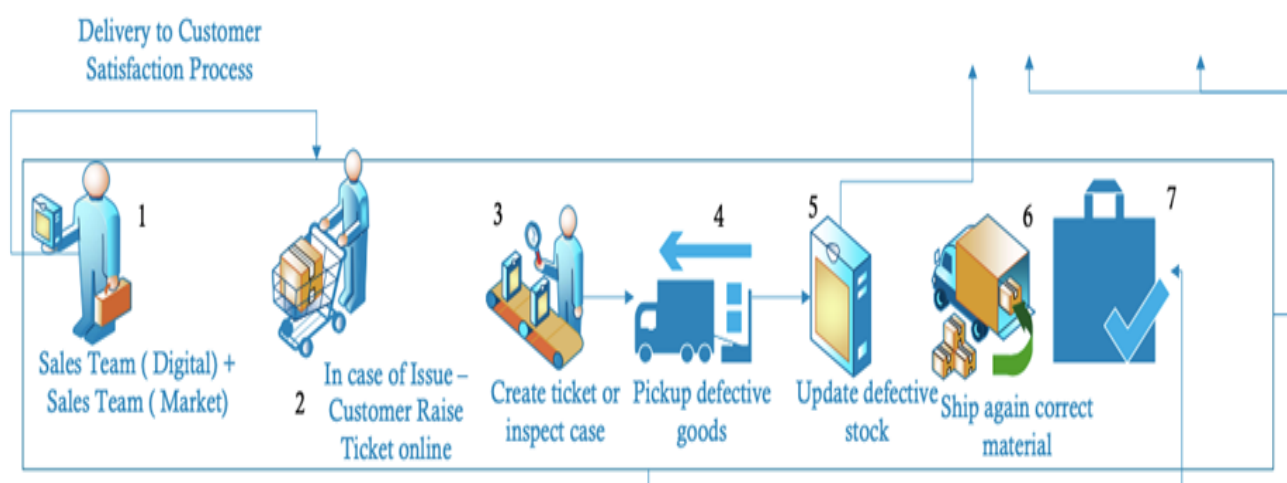 Delivery to Customer
Satisfaction Process
1
Sales Team ( Digital) +
Sales Team ( Market)
2
In case of Issue –
Customer Raise
Ticket online
3
Create ticket or
inspect case
4
Pickup defective
goods
5
Update defective
stock
6
Ship again correct
material
7